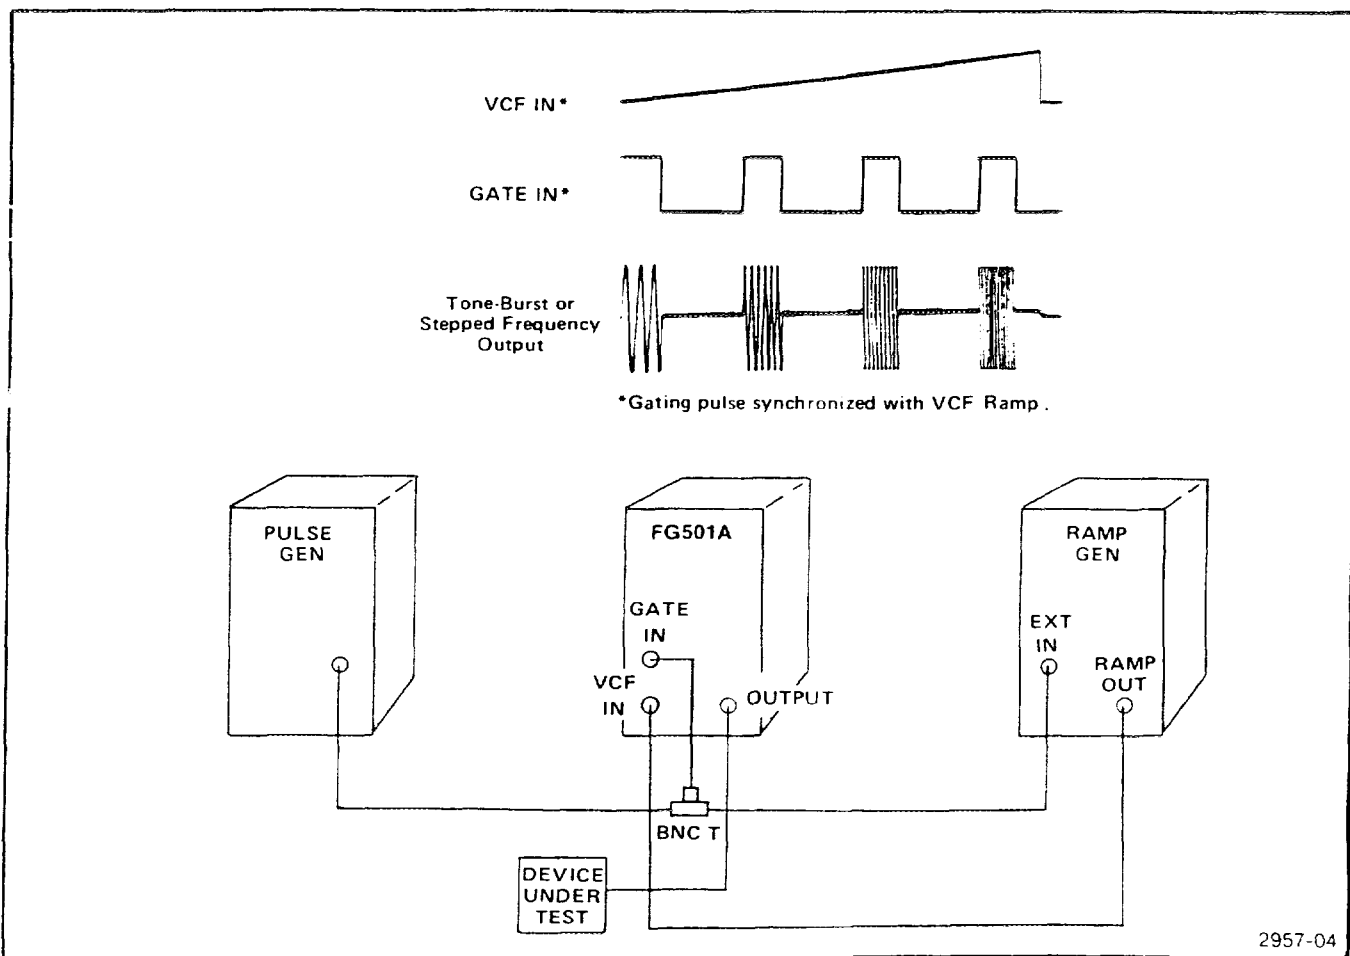 VCF IN*
GATE IN*
Tone-Burst or
Stepped Frequency
Output
*Gating pulse synchronized with VCF Ramp.
PULSE
GEN
FG501A
GATE
IN
VCF
IN
OUTPUT
RAMP
GEN
EXT
IN
RAMP
OUT
BNC T
DEVICE
UNDER
TEST
2957-04